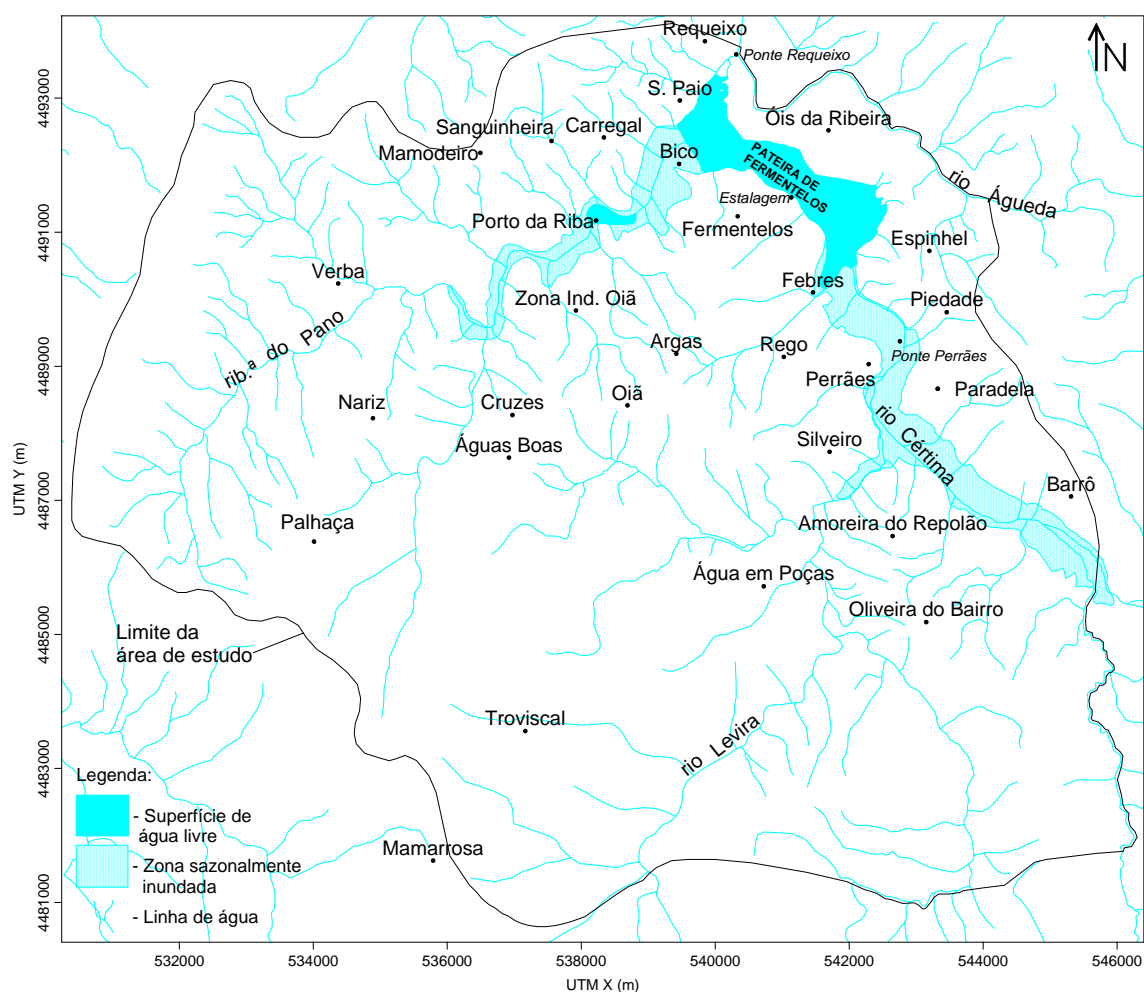 Requeixo
Ponte Requeixo
N
4493000
S. Paio
Óis da Ribeira
Sanguinheira
Carregal
Mamodeiro
Bico
PATEIRA DE
FERMENTELOS
rio Águeda
Estalagem
Porto da Riba
Fermentelos
4491000
Espinhel
Verba
Febres
Zona Ind. Oiã
Piedade
rib.ª do Pano
Argas
Rego
Ponte Perrães
4489000
Perrães
Paradela
Nariz
Cruzes
Oiã
rio Cértima
Águas Boas
Silveiro
UTM Y (m)
4487000
Barrô
Palhaça
Amoreira do Repolão
Água em Poças
Oliveira do Bairro
4485000
Limite da
área de estudo
Troviscal
rio Levira
4483000
Legenda:
- Superfície de
água livre
Mamarrosa
- Zona sazonalmente
inundada
4481000
- Linha de água
532000 534000 536000 538000 540000 542000 544000 546000
UTM X (m)